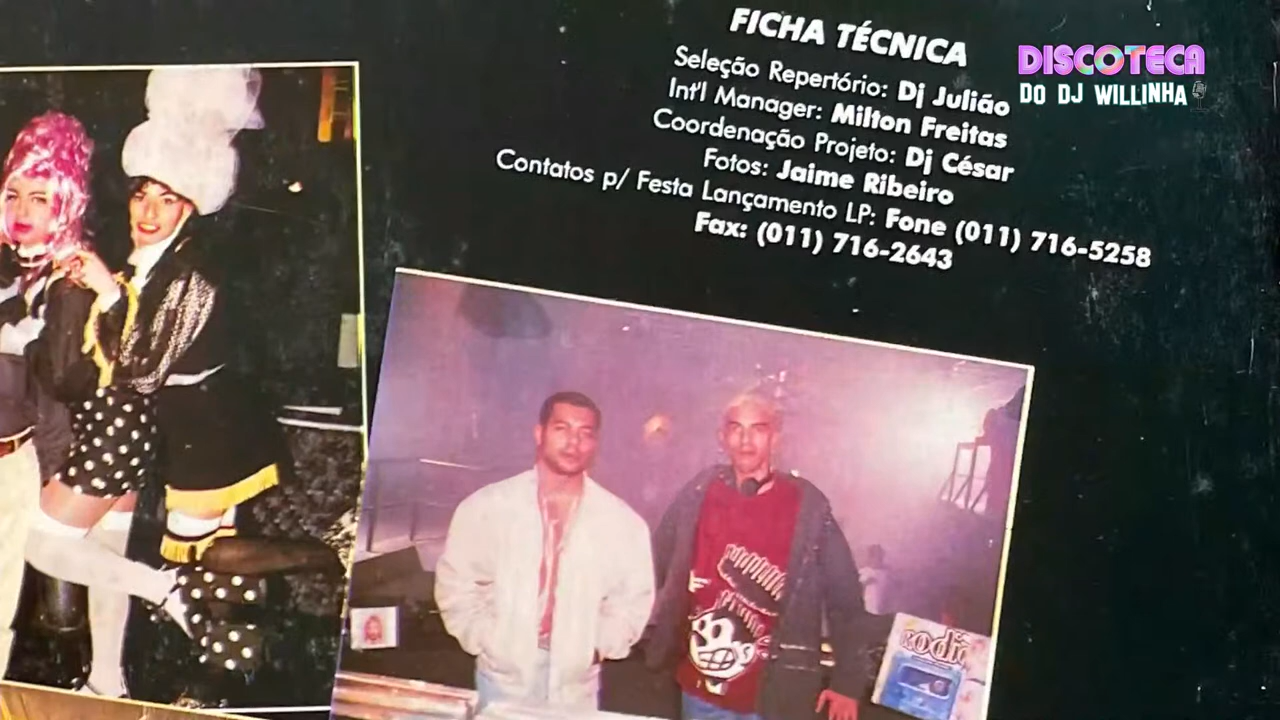 FICHA TÉCNICA
Seleção Repertório: Dj Julião
Int'l Manager: Milton Freitas
Coordenação Projeto: Dj César
Fotos: Jaime Ribeiro
Contatos p/ Festa Lançamento LP: Fone (011) 716-5258
Fax: (011) 716-2643
DISCOTECA
DO DJ WILLINHA